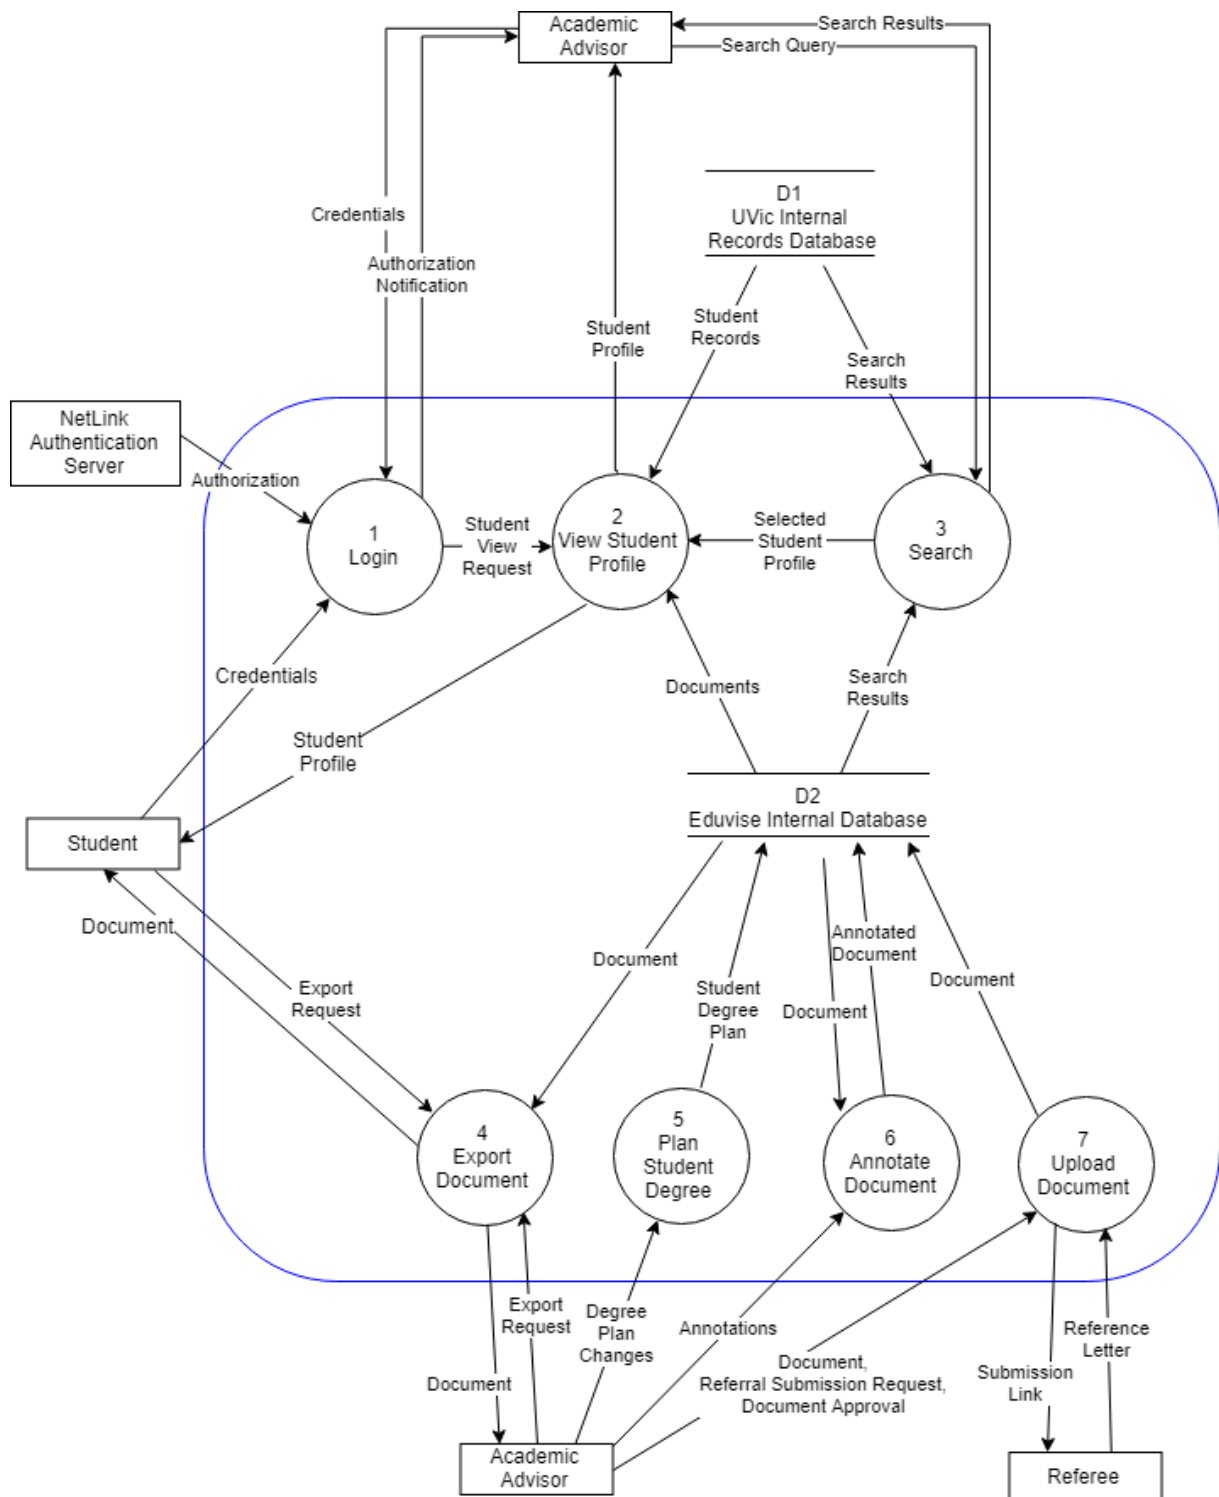 Academic
Advisor
Search Results
Search Query
D1
UVic Internal
Records Database
Credentials
Authorization
Notification
Student
Profile
Student
Records
Search
Results
NetLink
Authentication
Server
Authorization
1
Login
Student
View
Request
2
View Student
Profile
Selected
Student
Profile
3
Search
Credentials
Documents
Search
Results
Student
Profile
D2
Eduvise Internal Database
Student
Document
Export
Request
Document
Student
Degree
Plan
Annotated
Document
Document
Document
4
Export
Document
5
Plan
Student
Degree
6
Annotate
Document
7
Upload
Document
Document
Export
Request
Degree
Plan
Changes
Annotations
Document,
Referral Submission Request,
Document Approval
Submission
Link
Reference
Letter
Academic
Advisor
Referee